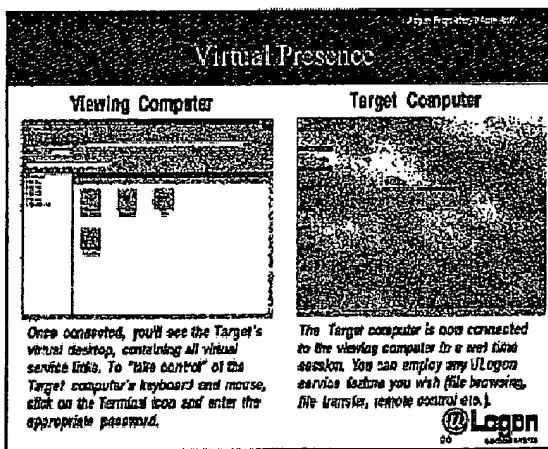 Virtual Presence
Viewing Computer
Target Computer
Once connected, you'll see the Target's
virtual desktop, containing all virtual
service links. To "take control" of the
Target computer's keyboard and mouse,
click on the Terminal icon and enter the
appropriate password.
The Target computer is now connected
to the viewing computer in a real time
session. You can employ any ULogon
service feature you wish (file browsing,
file transfer, remote control etc.).
@Logon